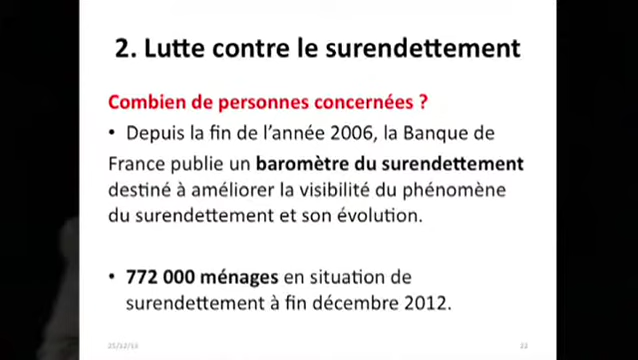 2. Lutte contre le surendettement
Combien de personnes concernées ?
• Depuis la fin de l'année 2006, la Banque de
France publie un baromètre du surendettement
destiné à améliorer la visibilité du phénomène
du surendettement et son évolution.
• 772 000 ménages en situation de
surendettement à fin décembre 2012.
22